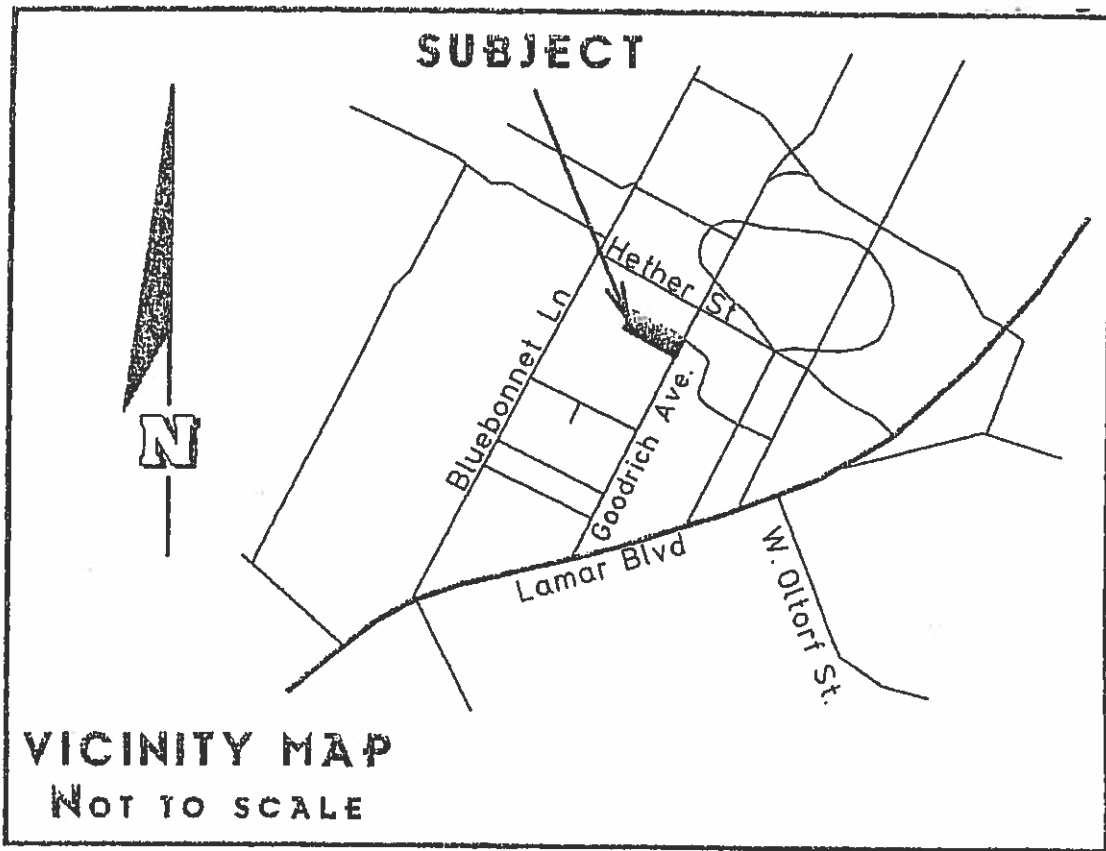 SUBJECT
Hether St
Bluebonnet Ln
Goodrich Ave.
Lamar Blvd
W. Oltorf St.
N
VICINITY MAP
NOT TO SCALE